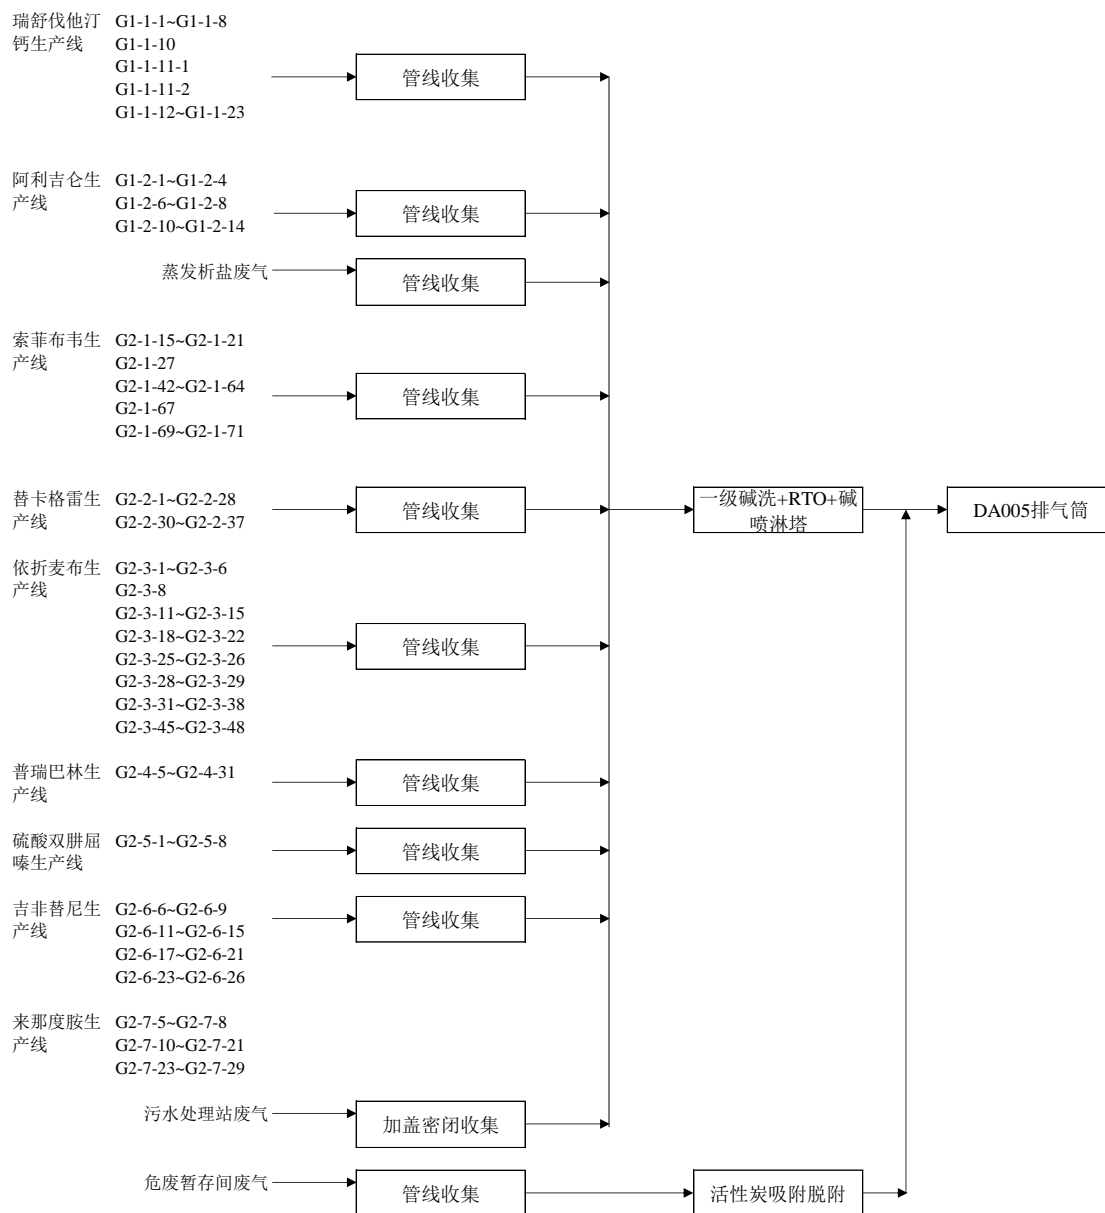 瑞舒伐他汀
钙生产线
G1-1-1~G1-1-8
G1-1-10
G1-1-11-1
G1-1-11-2
G1-1-12~G1-1-23
管线收集
阿利吉仑生
产线
G1-2-1~G1-2-4
G1-2-6~G1-2-8
G1-2-10~G1-2-14
管线收集
蒸发析盐废气
管线收集
索菲布韦生
产线
G2-1-15~G2-1-21
G2-1-27
G2-1-42~G2-1-64
G2-1-67
G2-1-69~G2-1-71
管线收集
替卡格雷生
产线
G2-2-1~G2-2-28
G2-2-30~G2-2-37
管线收集
一级碱洗+RTO+碱
喷淋塔
DA005排气筒
依折麦布生
产线
G2-3-1~G2-3-6
G2-3-8
G2-3-11~G2-3-15
G2-3-18~G2-3-22
G2-3-25~G2-3-26
G2-3-28~G2-3-29
G2-3-31~G2-3-38
G2-3-45~G2-3-48
管线收集
普瑞巴林生
产线
G2-4-5~G2-4-31
管线收集
硫酸双肼屈
嗪生产线
G2-5-1~G2-5-8
管线收集
吉非替尼生
产线
G2-6-6~G2-6-9
G2-6-11~G2-6-15
G2-6-17~G2-6-21
G2-6-23~G2-6-26
管线收集
来那度胺生
产线
G2-7-5~G2-7-8
G2-7-10~G2-7-21
G2-7-23~G2-7-29
污水处理站废气
加盖密闭收集
危废暂存间废气
管线收集
活性炭吸附脱附